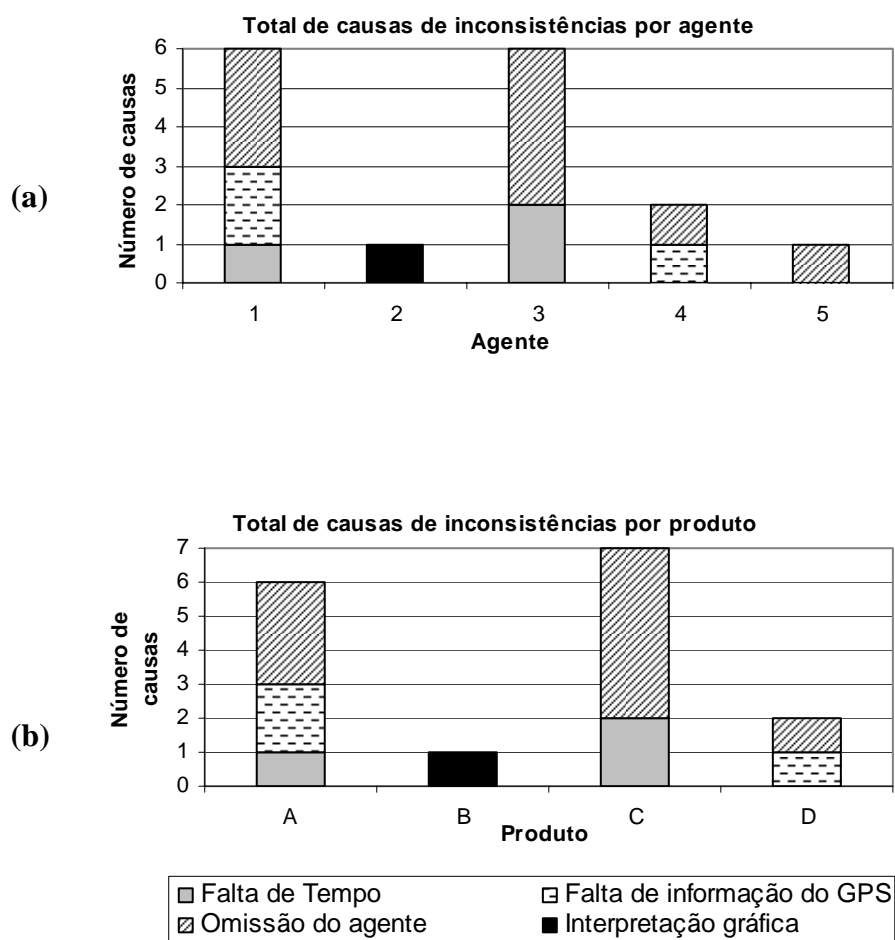 Total de causas de inconsistências por agente
Número de causas
6
5
4
3
2
1
0
1 2 3 4 5
Agente
(a)
Total de causas de inconsistências por produto
Número de
causas
7
6
5
4
3
2
1
0
A B C D
Produto
(b)
Falta de Tempo
Falta de informação do GPS
Omissão do agente
Interpretação gráfica